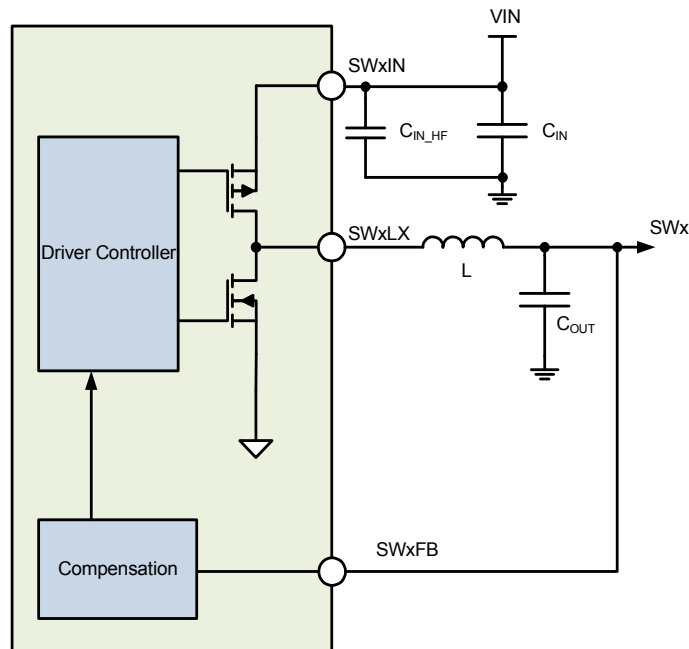 VIN
SWxIN
C_IN_HF
C_IN
Driver Controller
SWxLX
SWx
L
C_OUT
SWxFB
Compensation